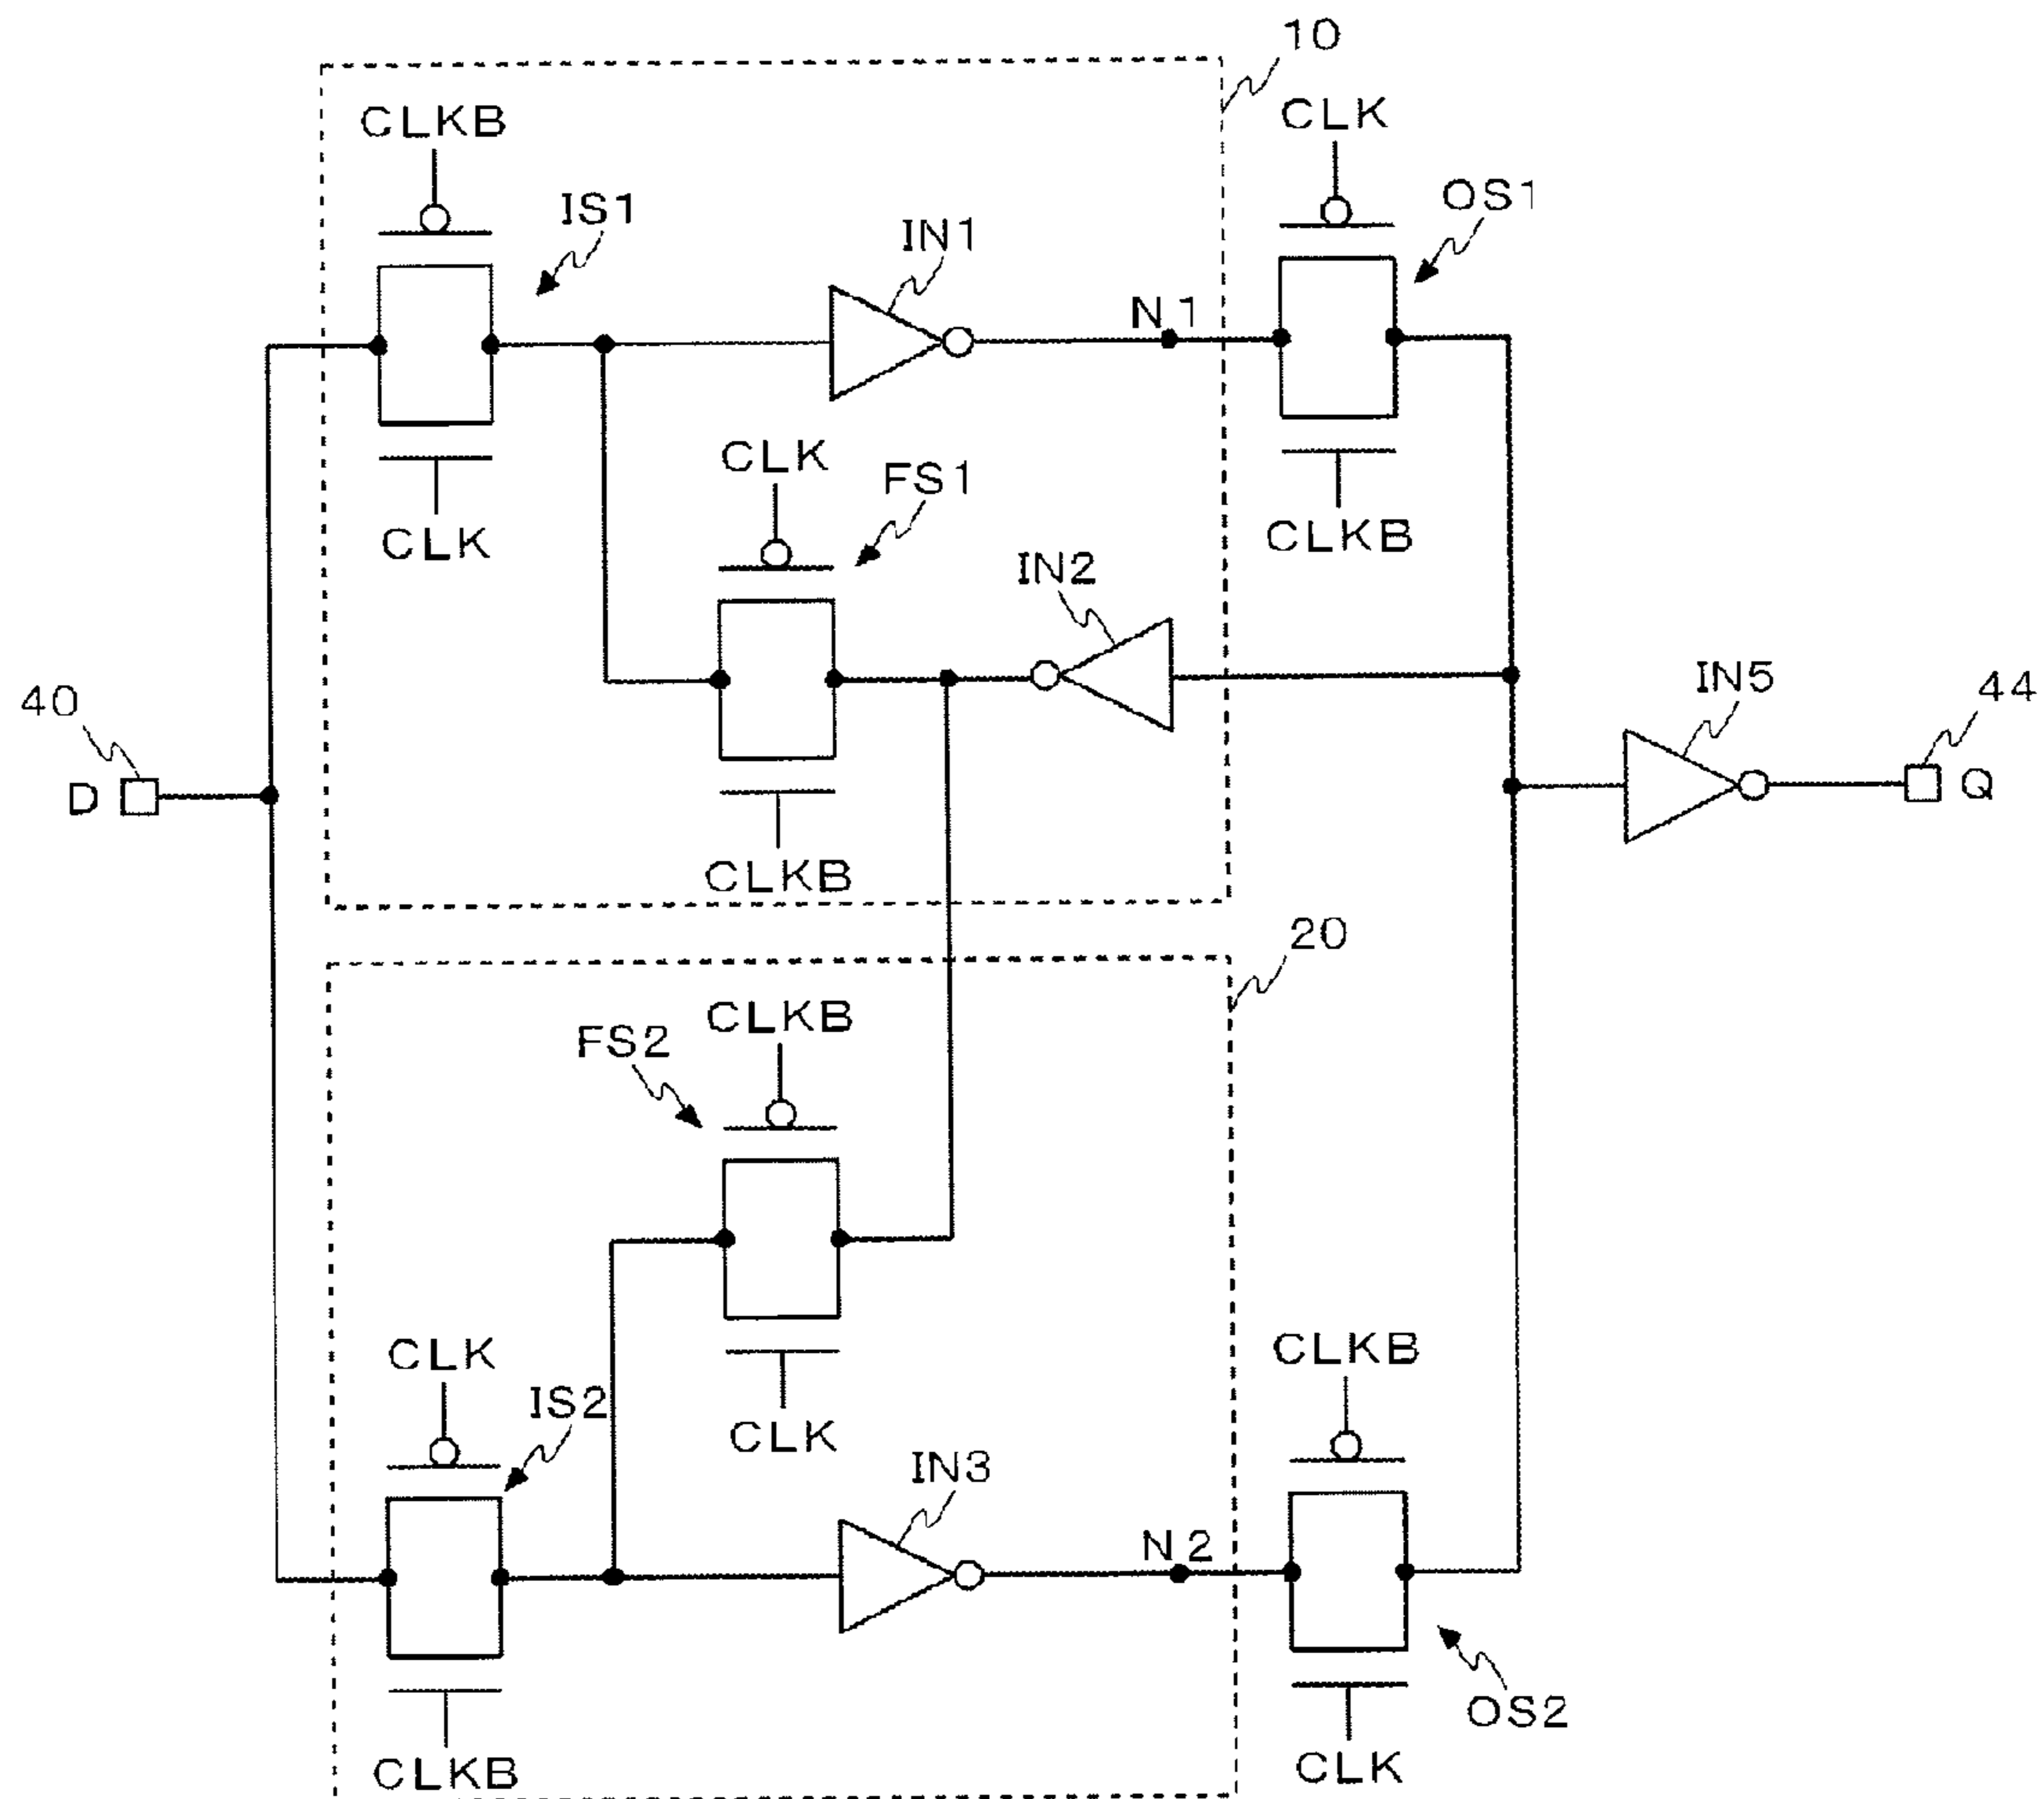 10
CLKB
CLK
IS1
OS1
IN1
N1
CLK
FS1
CLK
CLKB
IN2
IN5
44
40
D
Q
CLKB
20
CLKB
FS2
CLK
CLKB
IS2
CLK
IN3
N2
OS2
CLKB
CLK